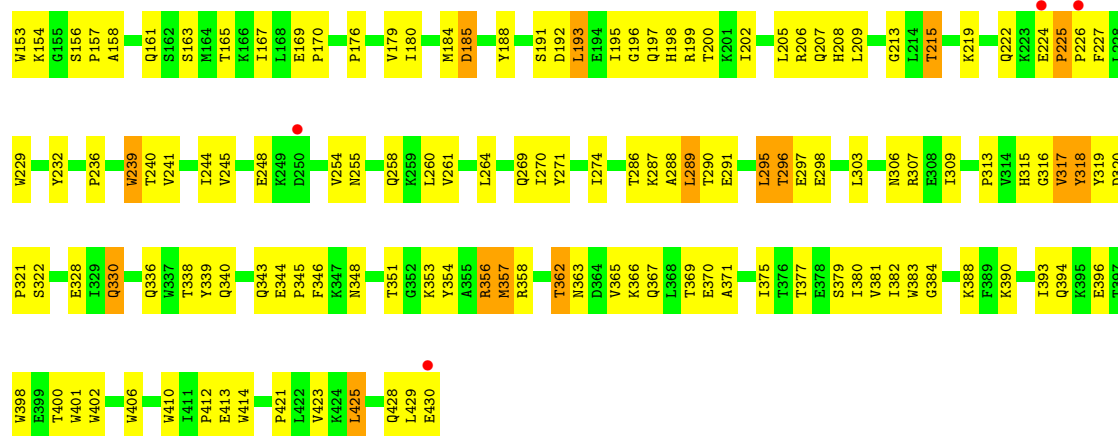 W153 K154 G155 S156 P157 A158 Q161 S162 S163 M164 T165 K166 I167 L168 E169 P170 P176 V179 I180 M184 D185 Y188 S191 D192 L193 E194 I195 G196 Q197 H198 R199 T200 K201 I202 L205 R206 Q207 H208 L209 G213 L214 T215 K219 Q222 K223 E224 P225 P226 F227 L228
W229 Y232 P236 W239 T240 V241 I244 V245 E248 K249 D250 V254 N255 Q258 K259 L260 V261 L264 Q269 I270 Y271 I274 T286 K287 A288 L289 T290 E291 L295 T296 E297 E298 L303 N306 R307 E308 I309 P313 V314 H315 G316 V317 Y318 Y319 D320
P321 S322 E328 I329 Q330 Q336 W337 T338 Y339 Q340 Q343 E344 P345 F346 K347 N348 T351 G352 K353 Y354 A355 R356 M357 R358 T362 N363 D364 V365 K366 Q367 L368 T369 E370 A371 I375 T376 T377 E378 S379 I380 V381 I382 W383 G384 K388 F389 K390 I393 Q394 K395 E396 T397
W398 E399 T400 W401 W402 W406 W410 I411 P412 E413 W414 P421 L422 V423 K424 L425 Q428 L429 E430